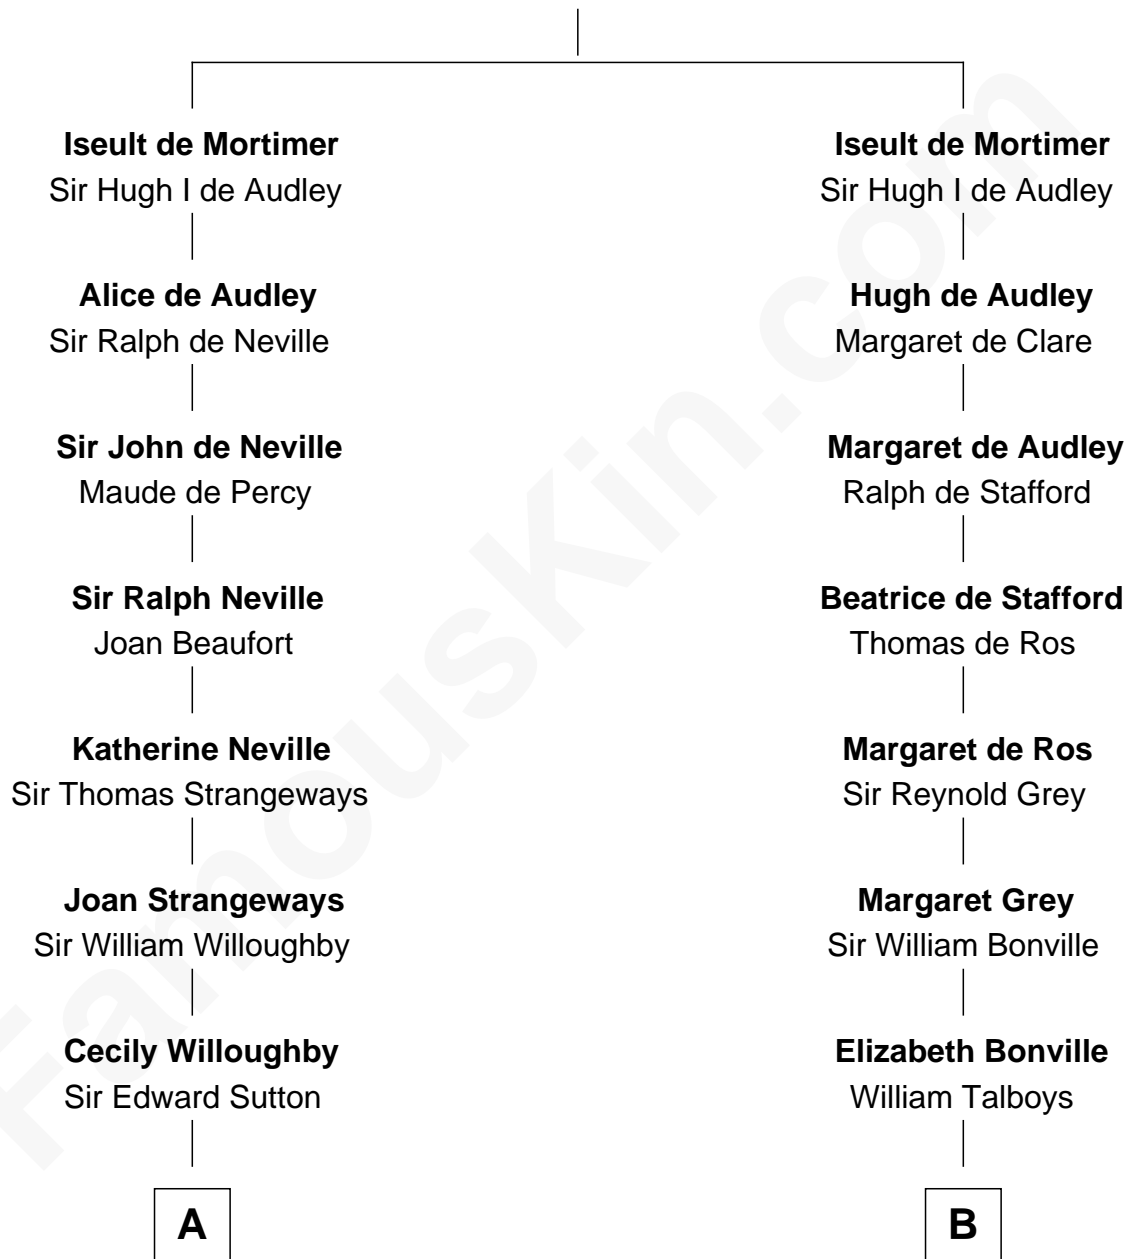 Iseult de Mortimer
Sir Hugh I de Audley
Alice de Audley
Sir Ralph de Neville
Sir John de Neville
Maude de Percy
Sir Ralph Neville
Joan Beaufort
Katherine Neville
Sir Thomas Strangeways
Joan Strangeways
Sir William Willoughby
Cecily Willoughby
Sir Edward Sutton
A
Iseult de Mortimer
Sir Hugh I de Audley
Hugh de Audley
Margaret de Clare
Margaret de Audley
Ralph de Stafford
Beatrice de Stafford
Thomas de Ros
Margaret de Ros
Sir Reynold Grey
Margaret Grey
Sir William Bonville
Elizabeth Bonville
William Talboys
B
FamousKin.com